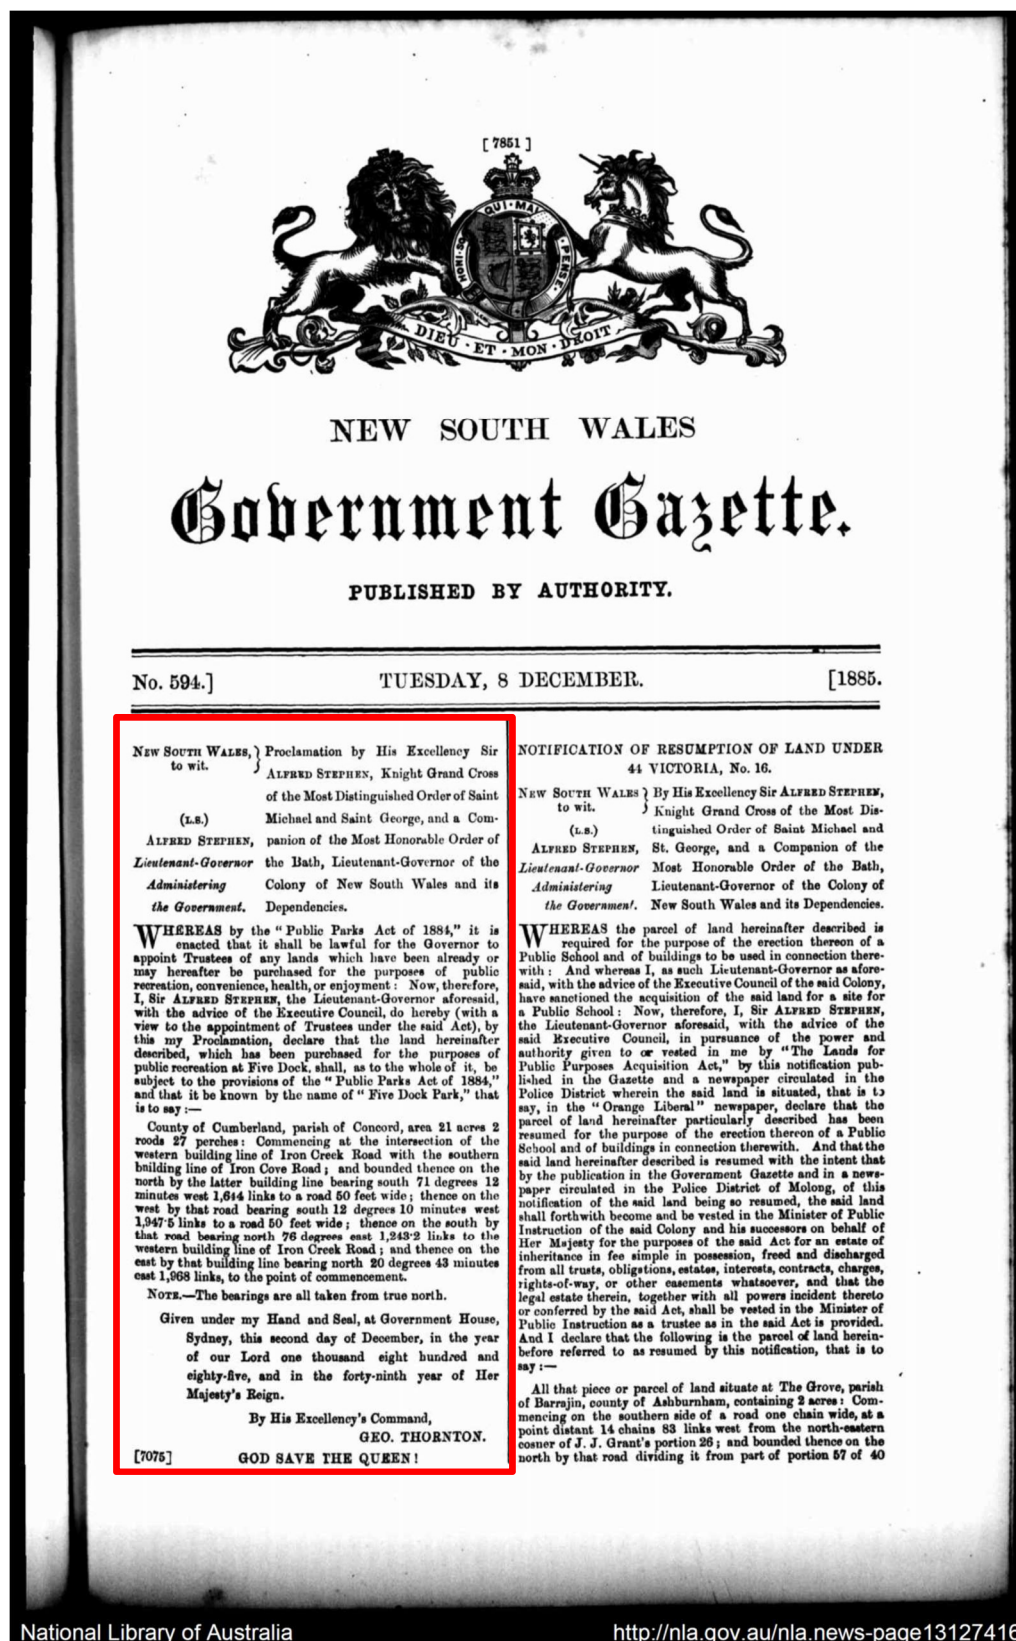 [ 7851 ]
HONI·SO QUI·MAL PENSE·
DIEU·ET·MON·DROIT
NEW SOUTH WALES
Government Gazette.
PUBLISHED BY AUTHORITY.
No. 594.] TUESDAY, 8 DECEMBER. [1885.
NEW SOUTH WALES, } Proclamation by His Excellency Sir
to wit. ALFRED STEPHEN, Knight Grand Cross
of the Most Distinguished Order of Saint
(L.S.) Michael and Saint George, and a Com-
ALFRED STEPHEN, panion of the Most Honorable Order of
Lieutenant-Governor the Bath, Lieutenant-Governor of the
Administering Colony of New South Wales and its
the Government. Dependencies.
WHEREAS by the "Public Parks Act of 1884," it is
enacted that it shall be lawful for the Governor to
appoint Trustees of any lands which have been already or
may hereafter be purchased for the purposes of public
recreation, convenience, health, or enjoyment: Now, therefore,
I, Sir ALFRED STEPHEN, the Lieutenant-Governor aforesaid,
with the advice of the Executive Council, do hereby (with a
view to the appointment of Trustees under the said Act), by
this my Proclamation, declare that the land hereinafter
described, which has been purchased for the purposes of
public recreation at Five Dock, shall, as to the whole of it, be
subject to the provisions of the "Public Parks Act of 1884,"
and that it be known by the name of "Five Dock Park," that
is to say :—
County of Cumberland, parish of Concord, area 21 acres 2
roods 27 perches: Commencing at the intersection of the
western building line of Iron Creek Road with the southern
building line of Iron Cove Road; and bounded thence on the
north by the latter building line bearing south 71 degrees 12
minutes west 1,644 links to a road 50 feet wide; thence on the
west by that road bearing south 12 degrees 10 minutes west
1,947·5 links to a road 50 feet wide; thence on the south by
that road bearing north 76 degrees east 1,243·2 links to the
western building line of Iron Creek Road; and thence on the
east by that building line bearing north 20 degrees 43 minutes
east 1,968 links, to the point of commencement.
NOTE.—The bearings are all taken from true north.
Given under my Hand and Seal, at Government House,
Sydney, this second day of December, in the year
of our Lord one thousand eight hundred and
eighty-five, and in the forty-ninth year of Her
Majesty's Reign.
By His Excellency's Command,
GEO. THORNTON.
[7075] GOD SAVE THE QUEEN!
NOTIFICATION OF RESUMPTION OF LAND UNDER
44 VICTORIA, No. 16.
NEW SOUTH WALES } By His Excellency Sir ALFRED STEPHEN,
to wit. Knight Grand Cross of the Most Dis-
(L.S.) tinguished Order of Saint Michael and
ALFRED STEPHEN, St. George, and a Companion of the
Lieutenant-Governor Most Honorable Order of the Bath,
Administering Lieutenant-Governor of the Colony of
the Government. New South Wales and its Dependencies.
WHEREAS the parcel of land hereinafter described is
required for the purpose of the erection thereon of a
Public School and of buildings to be used in connection there-
with: And whereas I, as such Lieutenant-Governor as afore-
said, with the advice of the Executive Council of the said Colony,
have sanctioned the acquisition of the said land for a site for
a Public School: Now, therefore, I, Sir ALFRED STEPHEN,
the Lieutenant-Governor aforesaid, with the advice of the
said Executive Council, in pursuance of the power and
authority given to or vested in me by "The Lands for
Public Purposes Acquisition Act," by this notification pub-
lished in the Gazette and a newspaper circulated in the
Police District wherein the said land is situated, that is to
say, in the "Orange Liberal" newspaper, declare that the
parcel of land hereinafter particularly described has been
resumed for the purpose of the erection thereon of a Public
School and of buildings in connection therewith. And that the
said land hereinafter described is resumed with the intent that
by the publication in the Government Gazette and in a news-
paper circulated in the Police District of Molong, of this
notification of the said land being so resumed, the said land
shall forthwith become and be vested in the Minister of Public
Instruction of the said Colony and his successors on behalf of
Her Majesty for the purposes of the said Act for an estate of
inheritance in fee simple in possession, freed and discharged
from all trusts, obligations, estates, interests, contracts, charges,
rights-of-way, or other easements whatsoever, and that the
legal estate therein, together with all powers incident thereto
or conferred by the said Act, shall be vested in the Minister of
Public Instruction as a trustee as in the said Act is provided.
And I declare that the following is the parcel of land herein-
before referred to as resumed by this notification, that is to
say :—
All that piece or parcel of land situate at The Grove, parish
of Barrajin, county of Ashburnham, containing 2 acres: Com-
mencing on the southern side of a road one chain wide, at a
point distant 14 chains 83 links west from the north-eastern
corner of J. J. Grant's portion 26; and bounded thence on the
north by that road dividing it from part of portion 57 of 40
National Library of Australia http://nla.gov.au/nla.news-page13127416